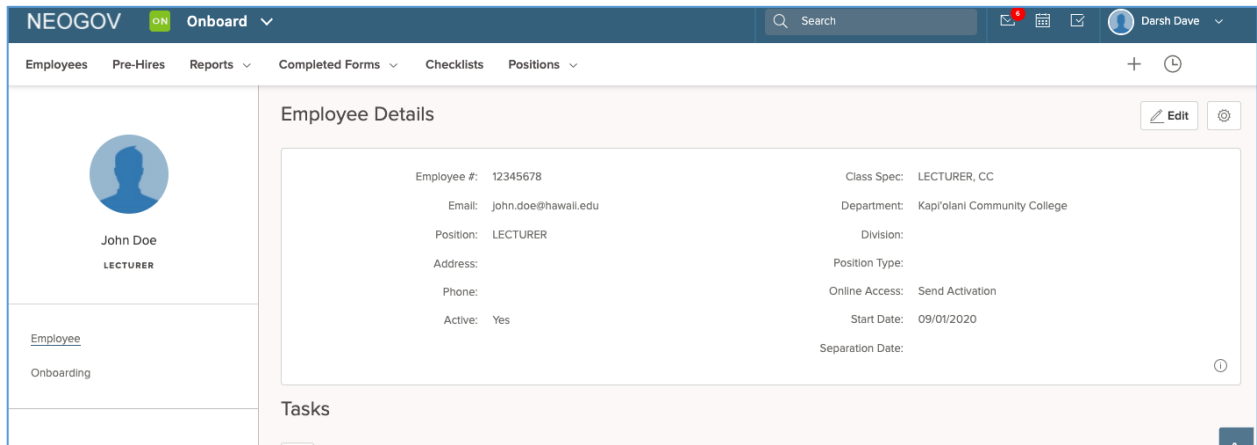 NEOGOV ON Onboard Search 6 Darsh Dave
Employees Pre-Hires Reports Completed Forms Checklists Positions
Employee Details Edit
John Doe
LECTURER
Employee
Onboarding
Employee #: 12345678
Email: john.doe@hawaii.edu
Position: LECTURER
Address:
Phone:
Active: Yes
Class Spec: LECTURER, CC
Department: Kapi'olani Community College
Division:
Position Type:
Online Access: Send Activation
Start Date: 09/01/2020
Separation Date:
Tasks